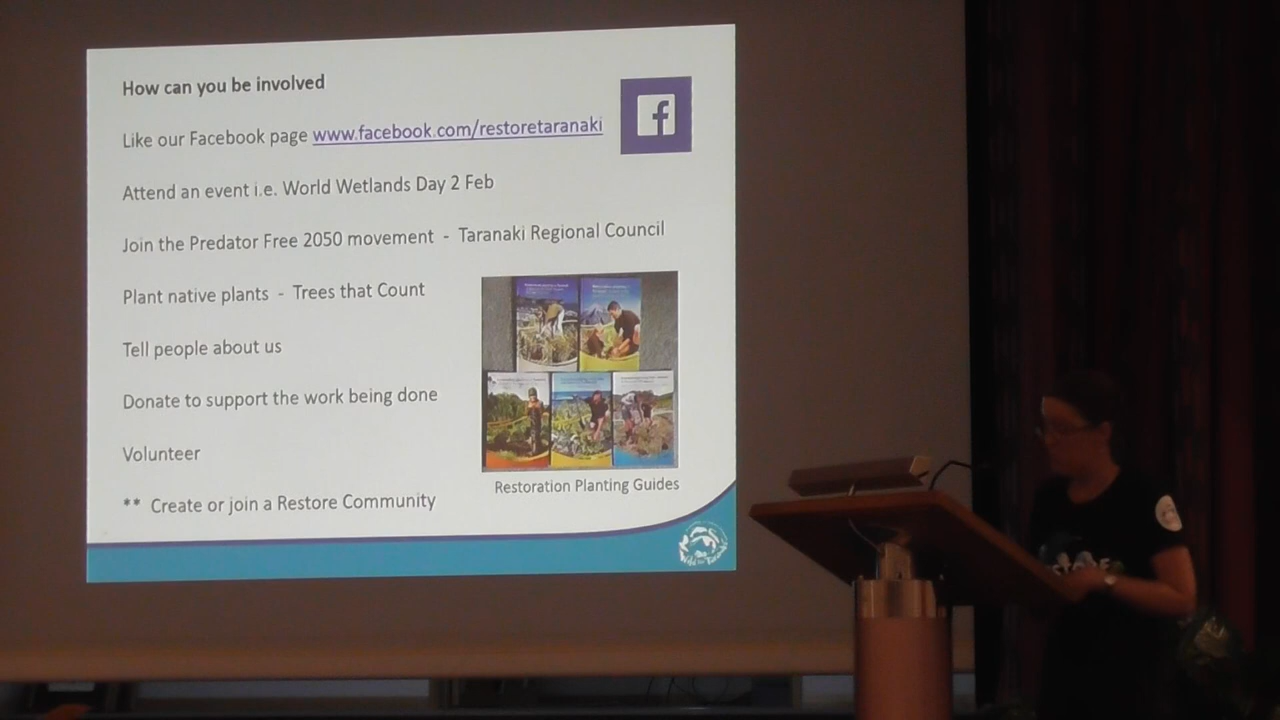 How can you be involved
Like our Facebook page www.facebook.com/restoretaranaki
f
Attend an event i.e. World Wetlands Day 2 Feb
Join the Predator Free 2050 movement - Taranaki Regional Council
Plant native plants - Trees that Count
Tell people about us
Donate to support the work being done
Volunteer
** Create or join a Restore Community
Restoration Planting Guides